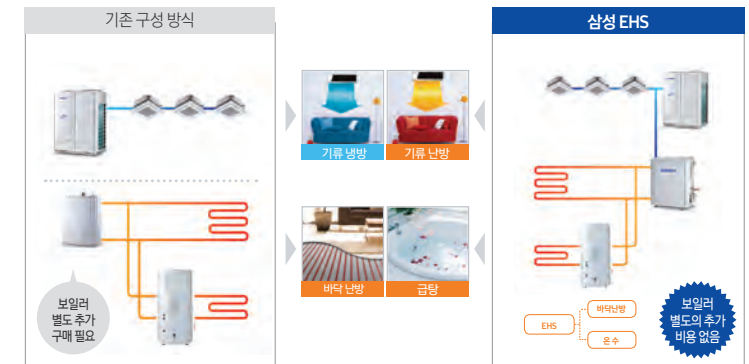 기존 구성 방식
삼성 EHS
기류 냉방
기류 난방
바닥 난방
급탕
보일러
별도 추가
구매 필요
EHS
바닥난방
온수
보일러
별도의 추가
비용 없음